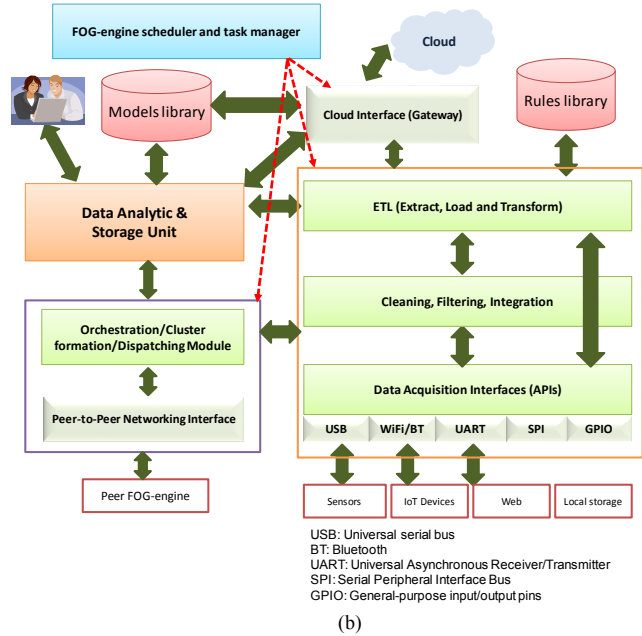 FOG-engine scheduler and task manager
Cloud
Models library
Cloud Interface (Gateway)
Rules library
Data Analytic &
Storage Unit
ETL (Extract, Load and Transform)
Cleaning, Filtering, Integration
Orchestration/Cluster
formation/Dispatching Module
Data Acquisition Interfaces (APIs)
Peer-to-Peer Networking Interface
USB
WiFi/BT
UART
SPI
GPIO
Peer FOG-engine
Sensors
IoT Devices
Web
Local storage
USB: Universal serial bus
BT: Bluetooth
UART: Universal Asynchronous Receiver/Transmitter
SPI: Serial Peripheral Interface Bus
GPIO: General-purpose input/output pins
(b)